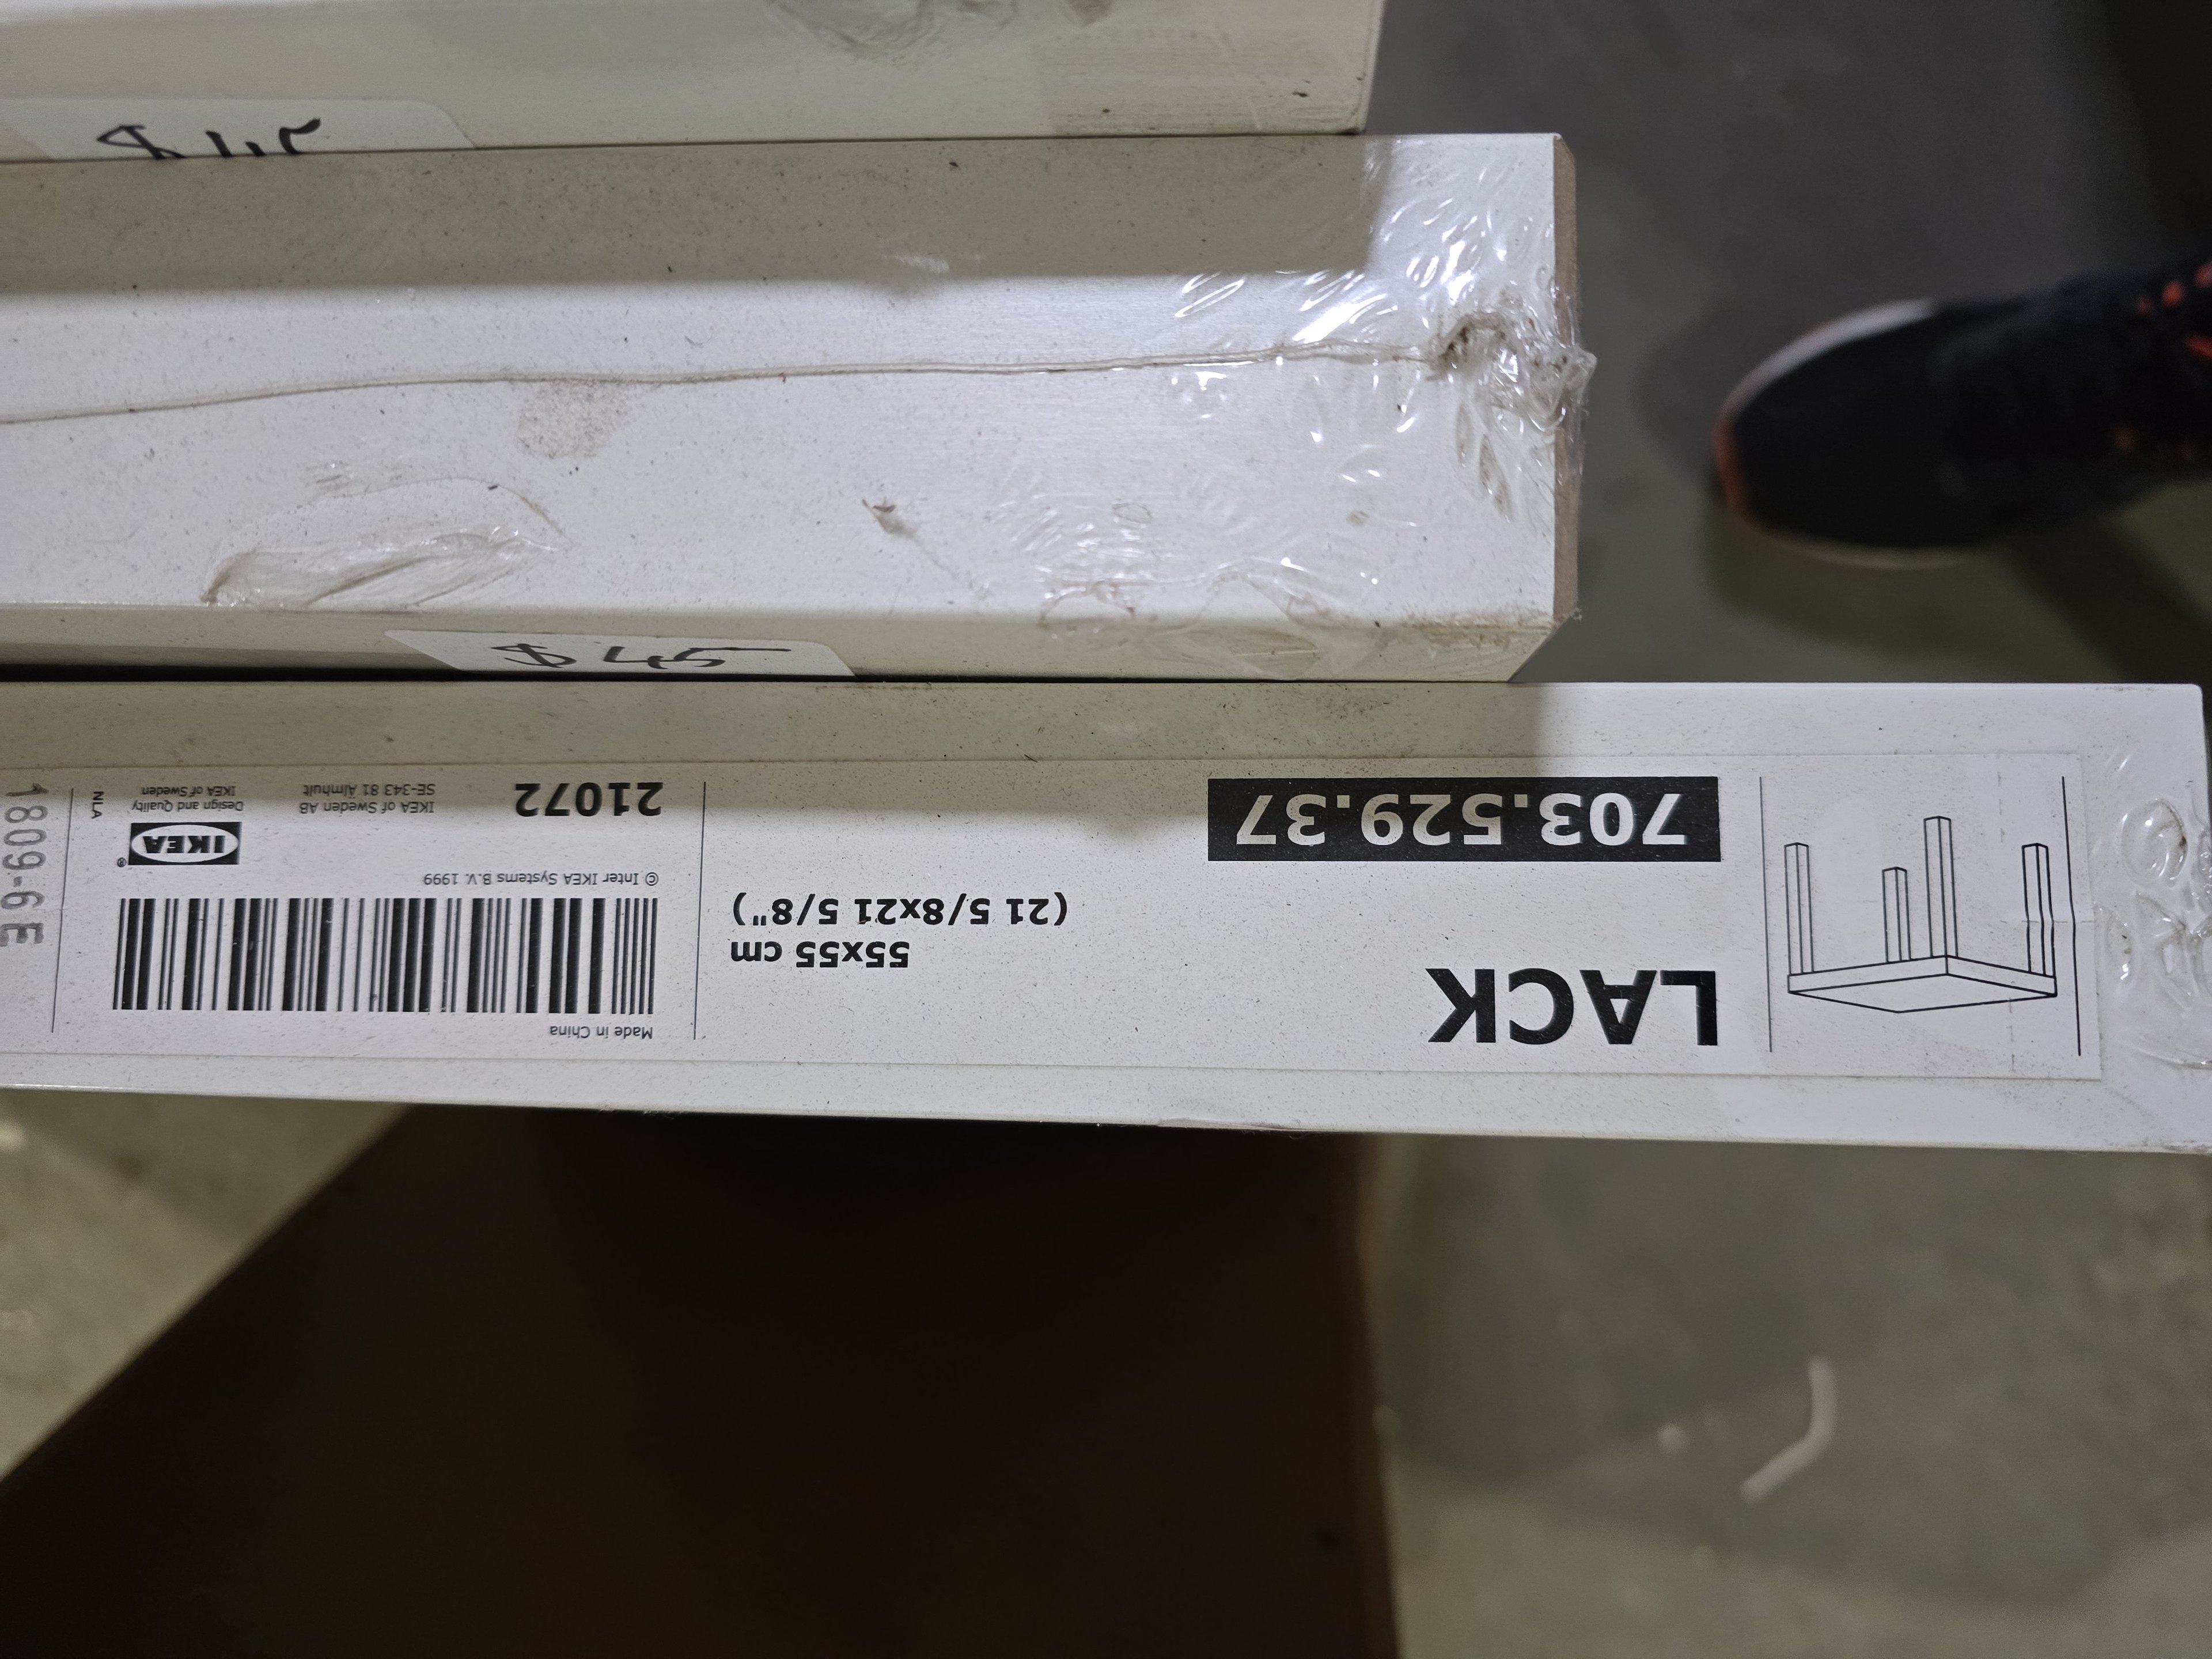 $45
$45
LACK
703.529.37
55x55 cm
(21 5/8x21 5/8")
Made in China
© Inter IKEA Systems B.V. 1999
21072
IKEA of Sweden AB
SE-343 81 Älmhult
IKEA®
Design and Quality
IKEA of Sweden
NLA
1809-6E